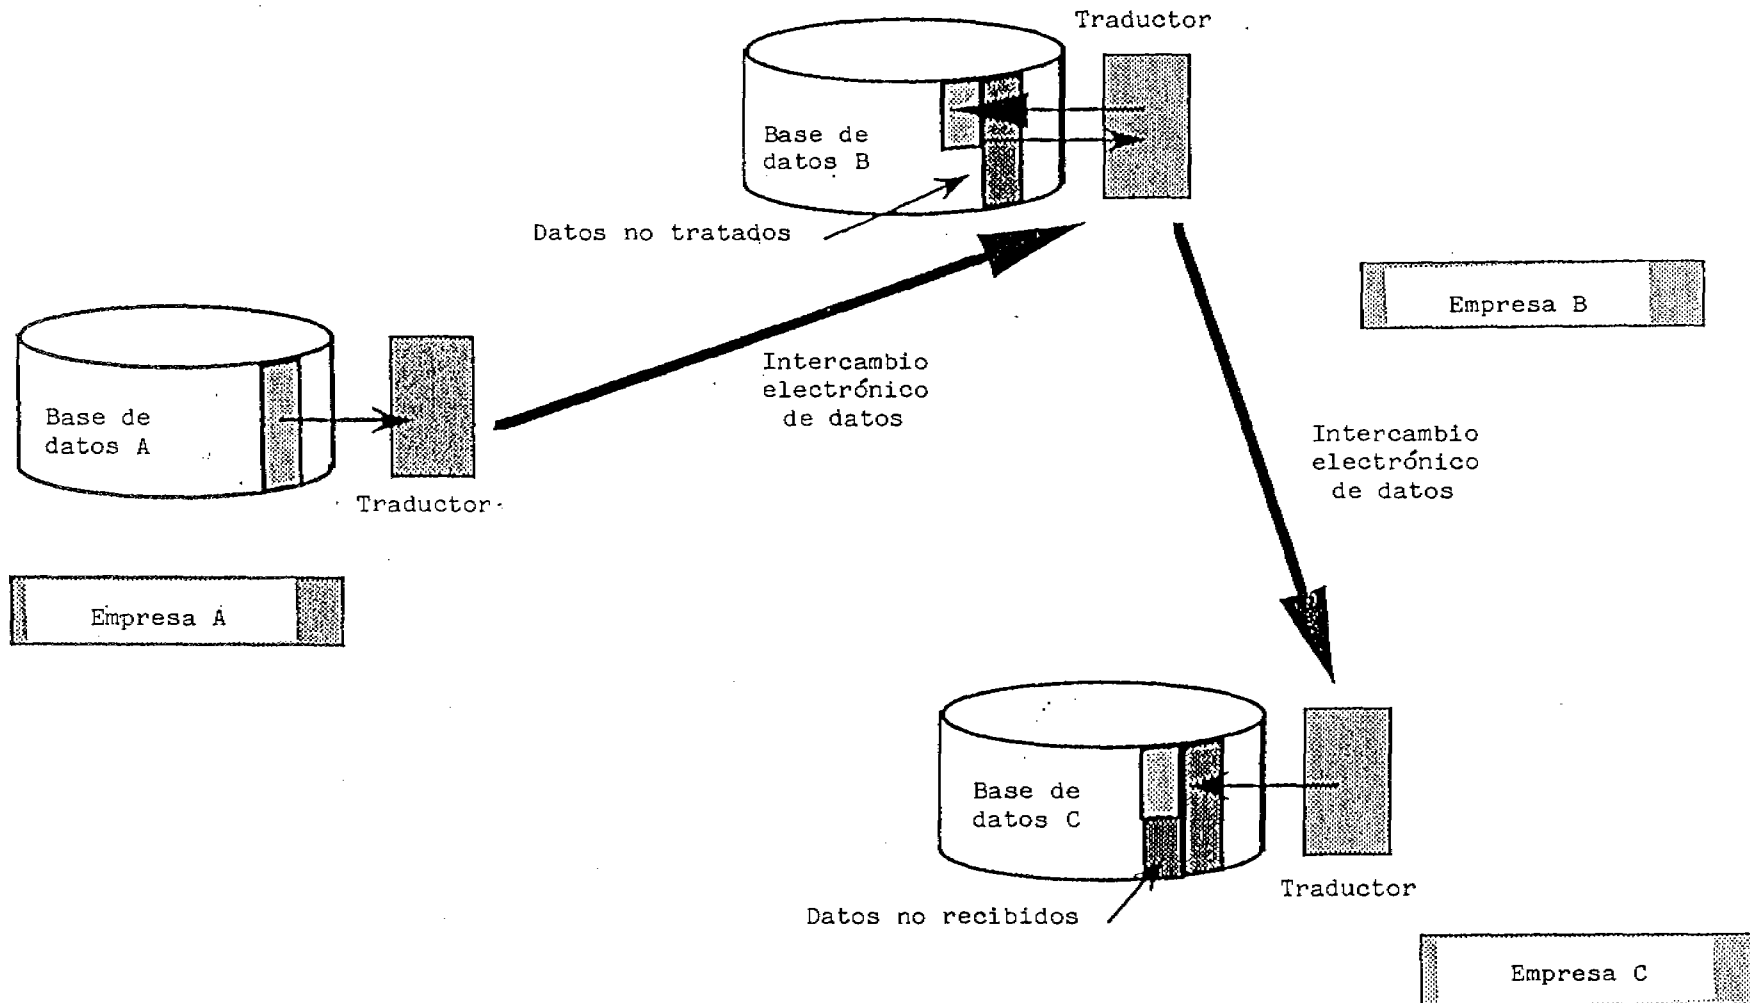 Traductor
Base de
datos B
Datos no tratados
Empresa B
Intercambio
electrónico
de datos
Base de
datos A
Traductor
Intercambio
electrónico
de datos
Empresa A
Base de
datos C
Traductor
Datos no recibidos
Empresa C